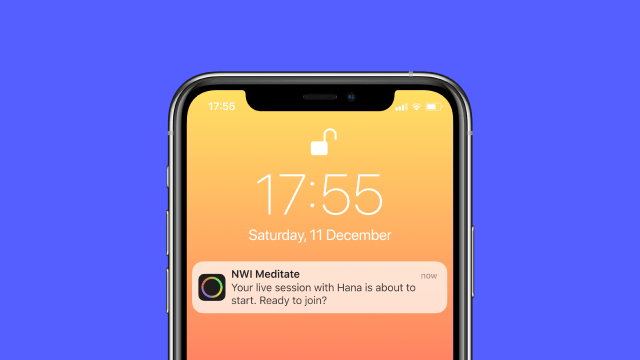 17:55
17:55
Saturday, 11 December
NWI Meditate
now
Your live session with Hana is about to
start. Ready to join?